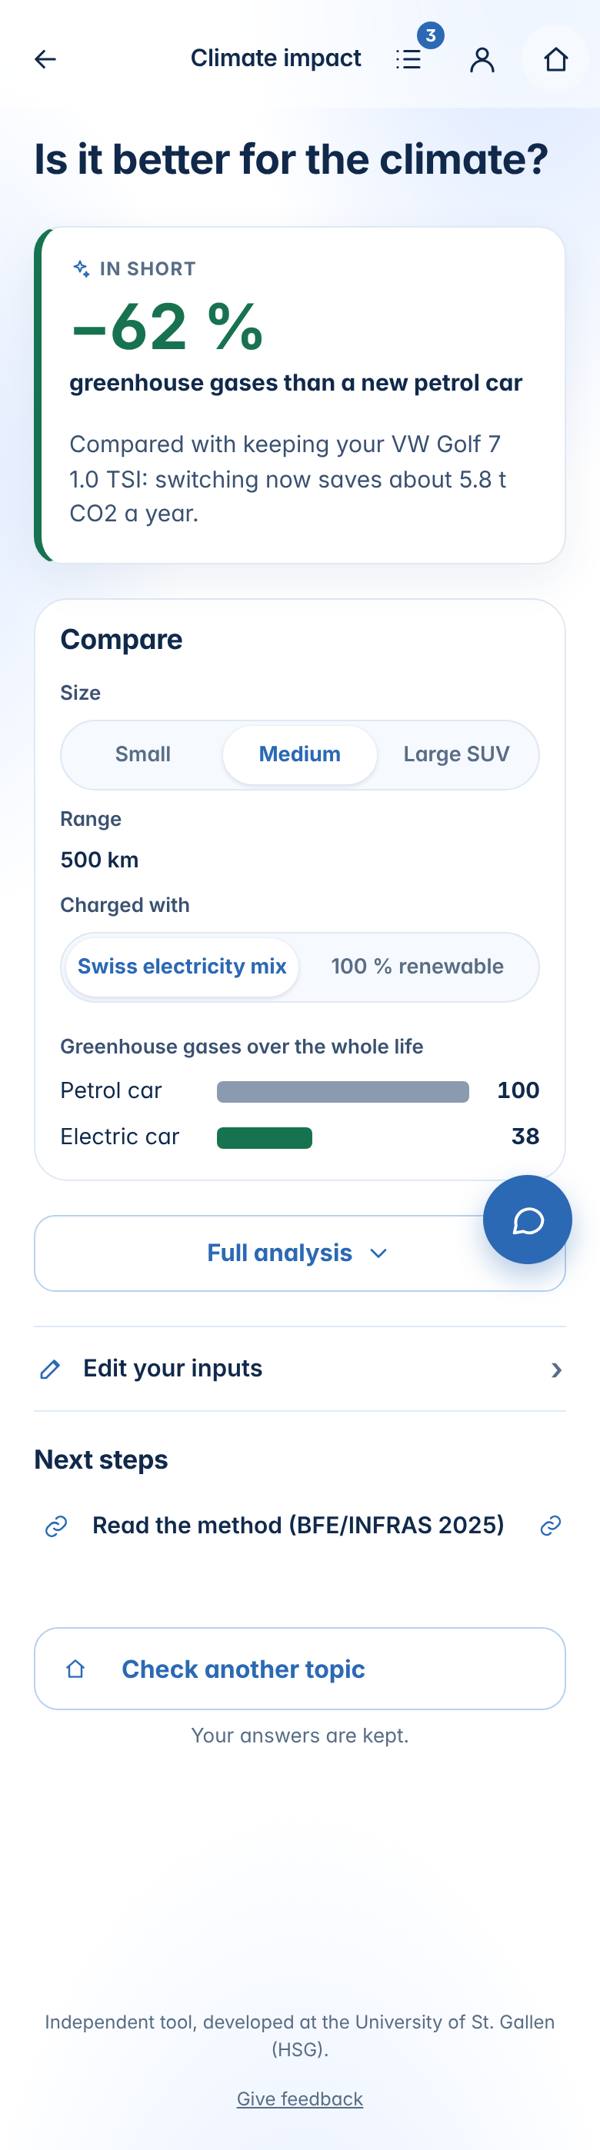 Climate impact
3
Is it better for the climate?
IN SHORT
–62 %
greenhouse gases than a new petrol car
Compared with keeping your VW Golf 7
1.0 TSI: switching now saves about 5.8 t
CO2 a year.
Compare
Size
Small Medium Large SUV
Range
500 km
Charged with
Swiss electricity mix 100 % renewable
Greenhouse gases over the whole life
Petrol car 100
Electric car 38
Full analysis
Edit your inputs
Next steps
Read the method (BFE/INFRAS 2025)
Check another topic
Your answers are kept.
Independent tool, developed at the University of St. Gallen
(HSG).
Give feedback